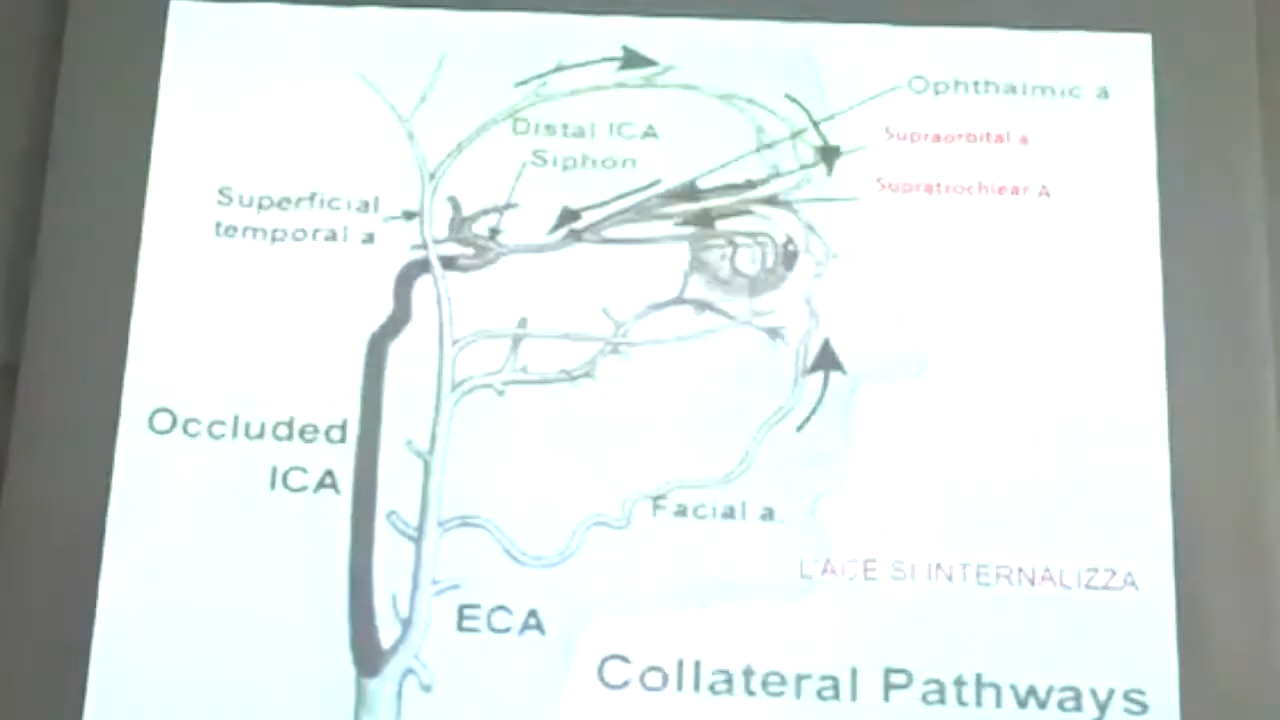 Ophthalmic a
Supraorbital a
Supratrochlear A
Distal ICA
Siphon
Superficial
temporal a
Occluded
ICA
Facial a.
L'ACE SI INTERNALIZZA
ECA
Collateral Pathways